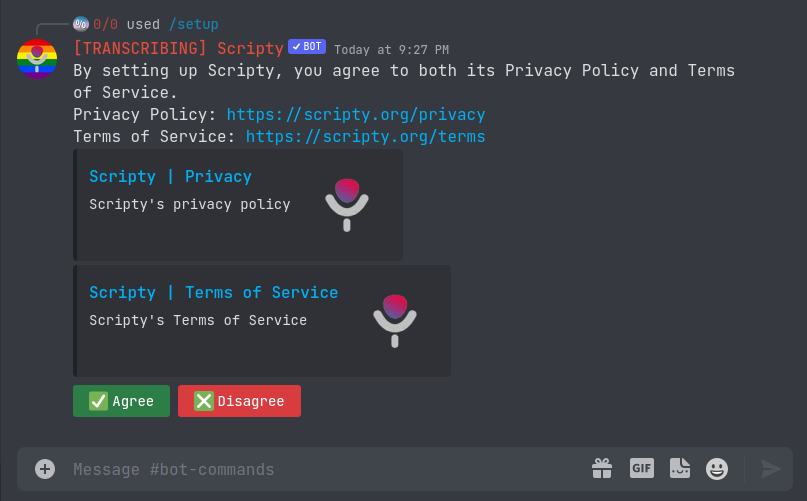 0/0 used /setup
[TRANSCRIBING] Scripty BOT Today at 9:27 PM
By setting up Scripty, you agree to both its Privacy Policy and Terms
of Service.
Privacy Policy: https://scripty.org/privacy
Terms of Service: https://scripty.org/terms
Scripty | Privacy
Scripty's privacy policy
Scripty | Terms of Service
Scripty's Terms of Service
Agree Disagree
Message #bot-commands GIF